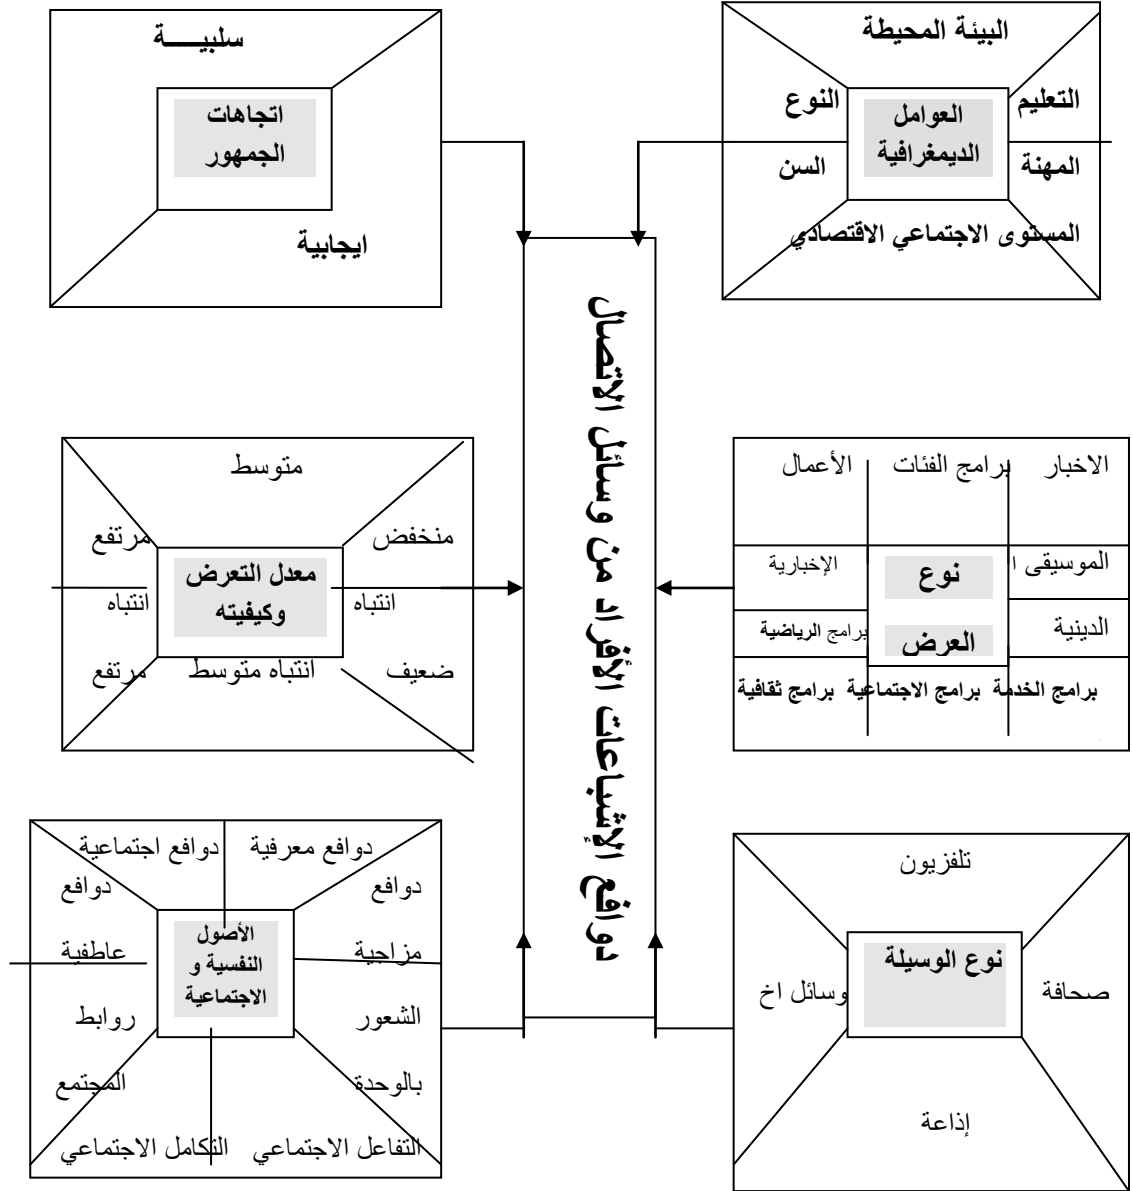 البيئة المحيطة
التعليم
النوع
العوامل
الديمغرافية
المهنة
السن
المستوى الاجتماعي الاقتصادي
سلبيـــــة
اتجاهات
الجمهور
ايجابية
دوافع الإشباعات الأفراد من وسائل الاتصال
الاخبار
برامج الفئات
الأعمال
الموسيقى ا
نوع
الإخبارية
الدينية
العرض
برامج الرياضية
برامج الخدمة
برامج الاجتماعية
برامج ثقافية
متوسط
منخفض
مرتفع
معدل التعرض
وكيفيته
انتباه
انتباه
ضعيف
انتباه متوسط
مرتفع
تلفزيون
نوع الوسيلة
صحافة
وسائل اخ
إذاعة
دوافع معرفية
دوافع اجتماعية
دوافع
دوافع
الأصول
النفسية و
الاجتماعية
مزاجية
عاطفية
الشعور
روابط
بالوحدة
المجتمع
التفاعل الاجتماعي
التكامل الاجتماعي